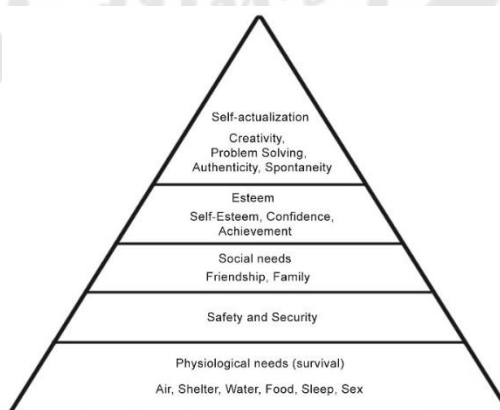 Self-actualization
Creativity,
Problem Solving,
Authenticity, Spontaneity
Esteem
Self-Esteem, Confidence,
Achievement
Social needs
Friendship, Family
Safety and Security
Physiological needs (survival)
Air, Shelter, Water, Food, Sleep, Sex